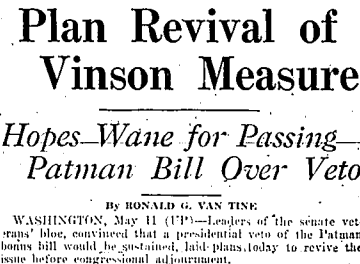 Plan Revival of
Vinson Measure
Hopes Wane for Passing
Patman Bill Over Veto
By RONALD G. VAN TINE
WASHINGTON, May 11 (UP)—Leaders of the senate vet-
erans' bloc, convinced that a presidential veto of the Patman
bonus bill would be sustained, laid plans today to revive the
issue before congressional adjournment.